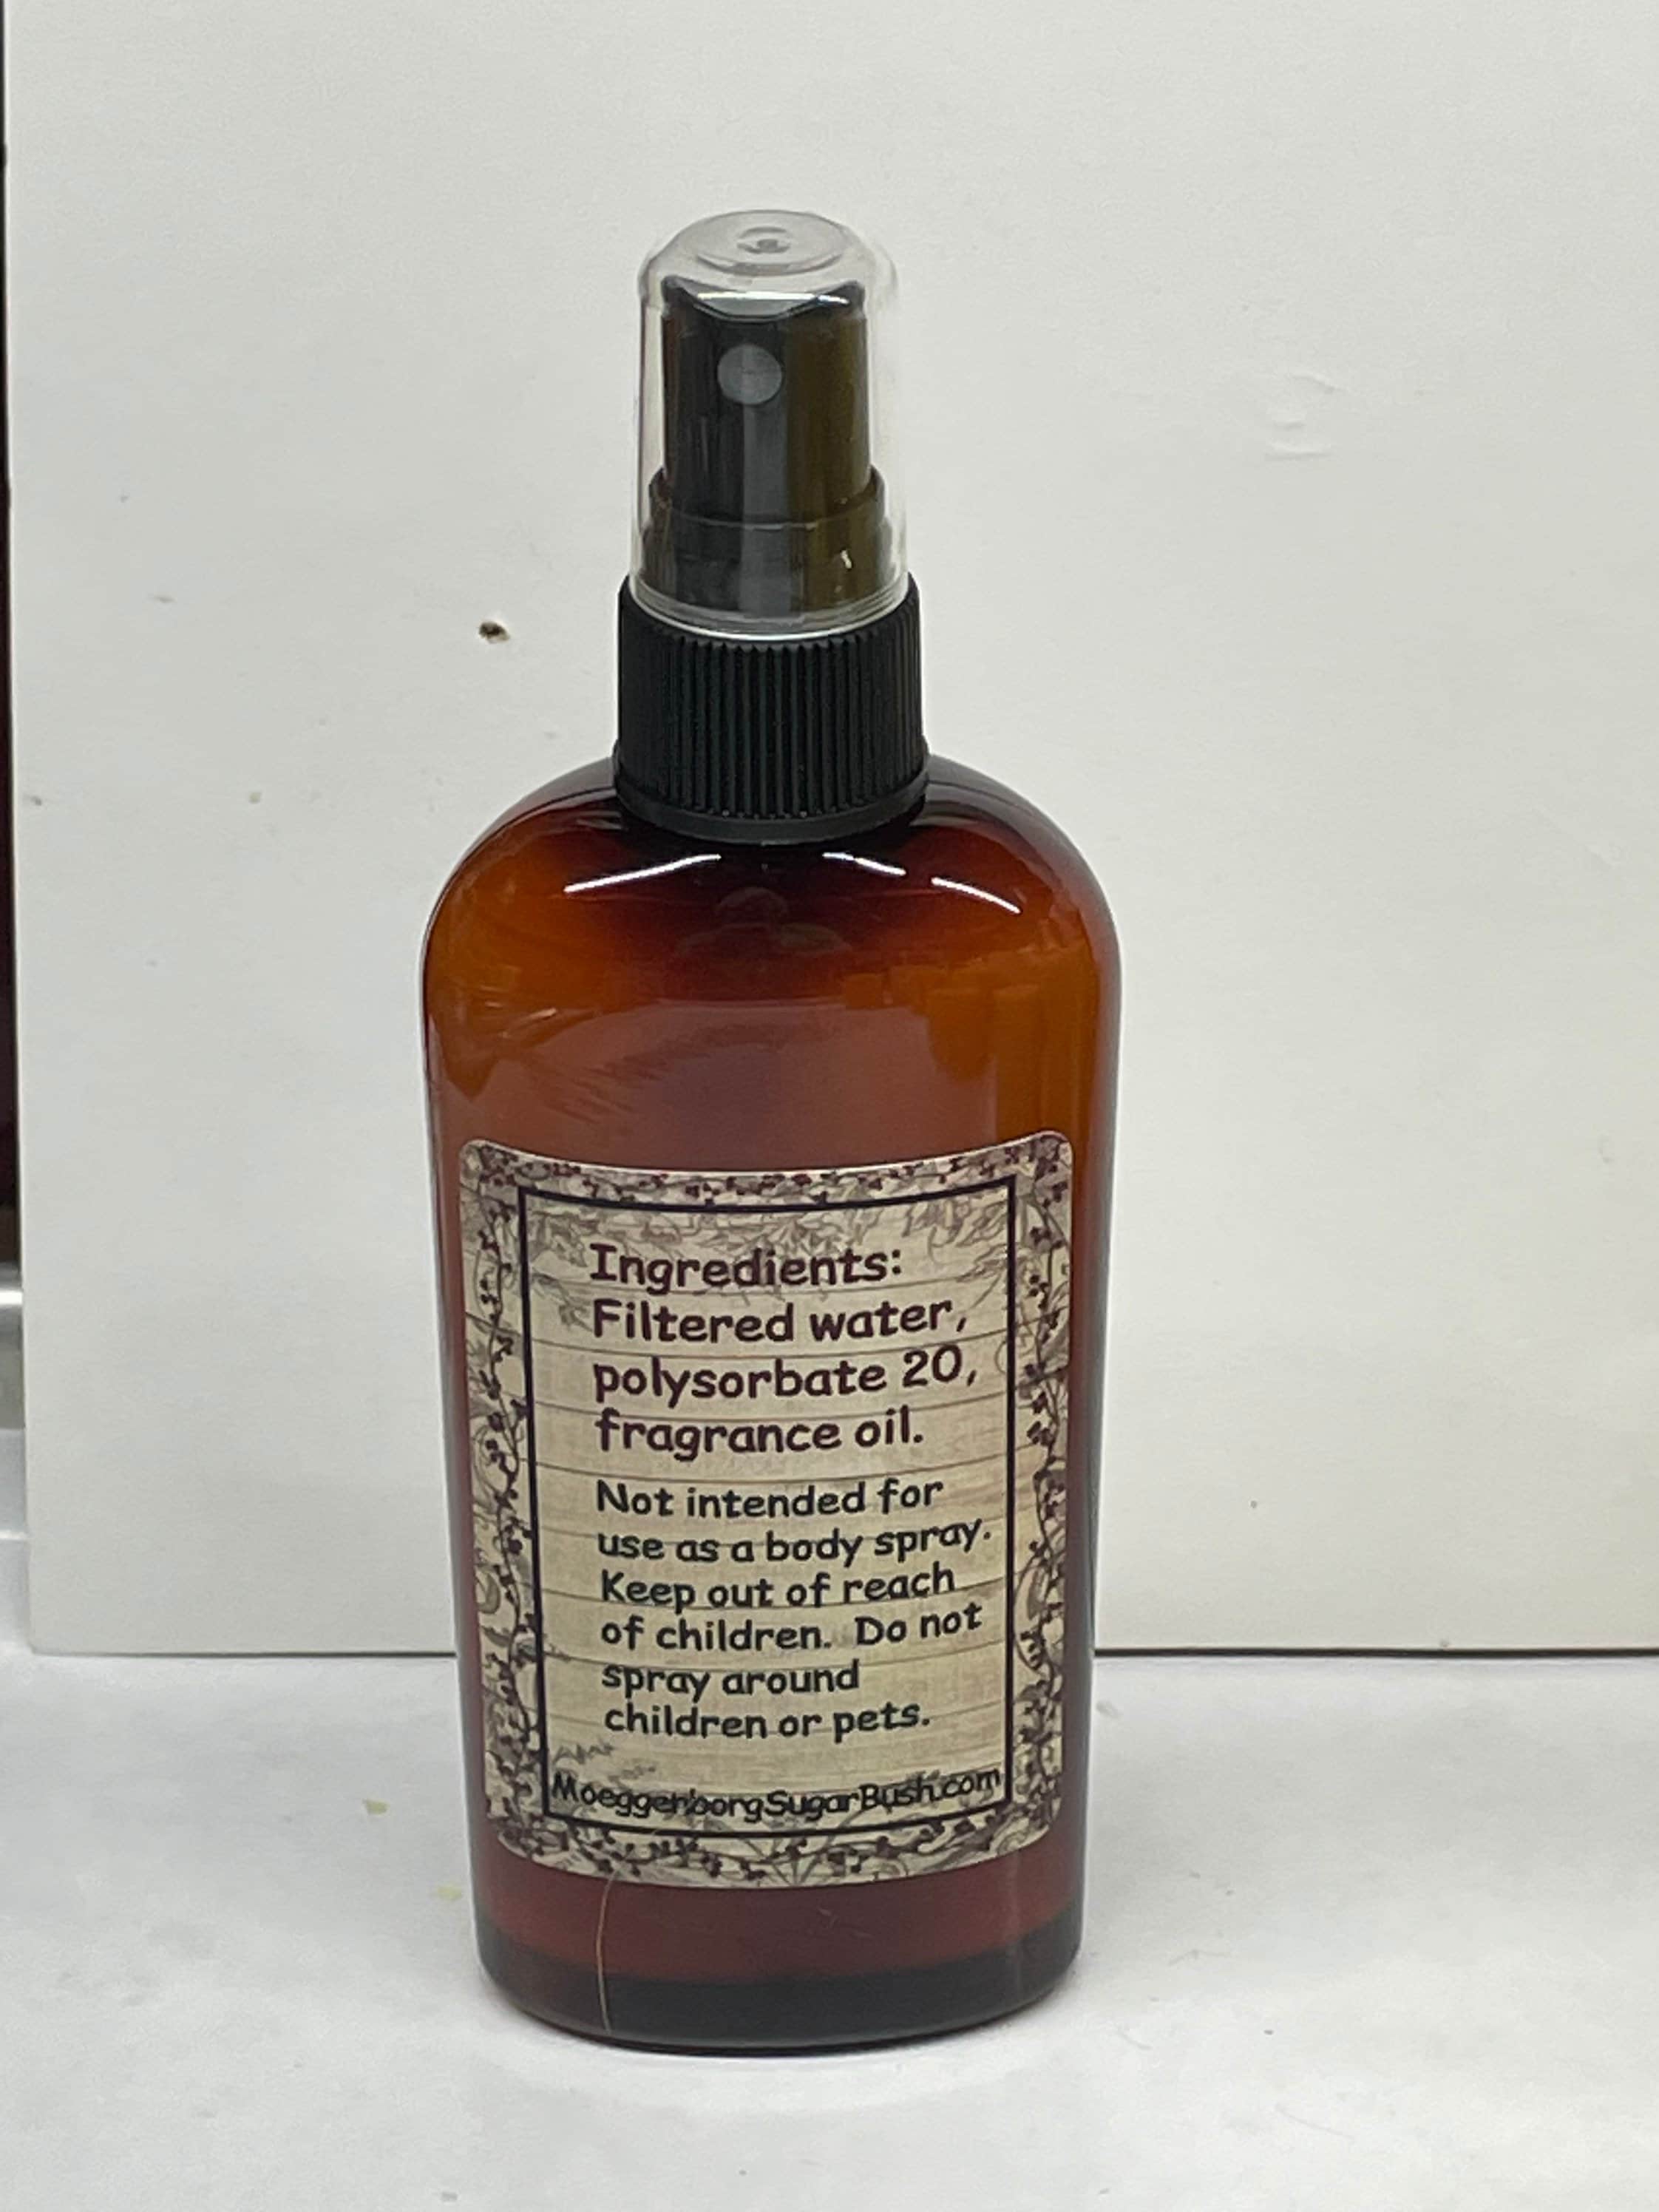 Ingredients:
Filtered water,
polysorbate 20,
fragrance oil.
Not intended for
use as a body spray.
Keep out of reach
of children. Do not
spray around
children or pets.
MoeggenborgSugarBush.com